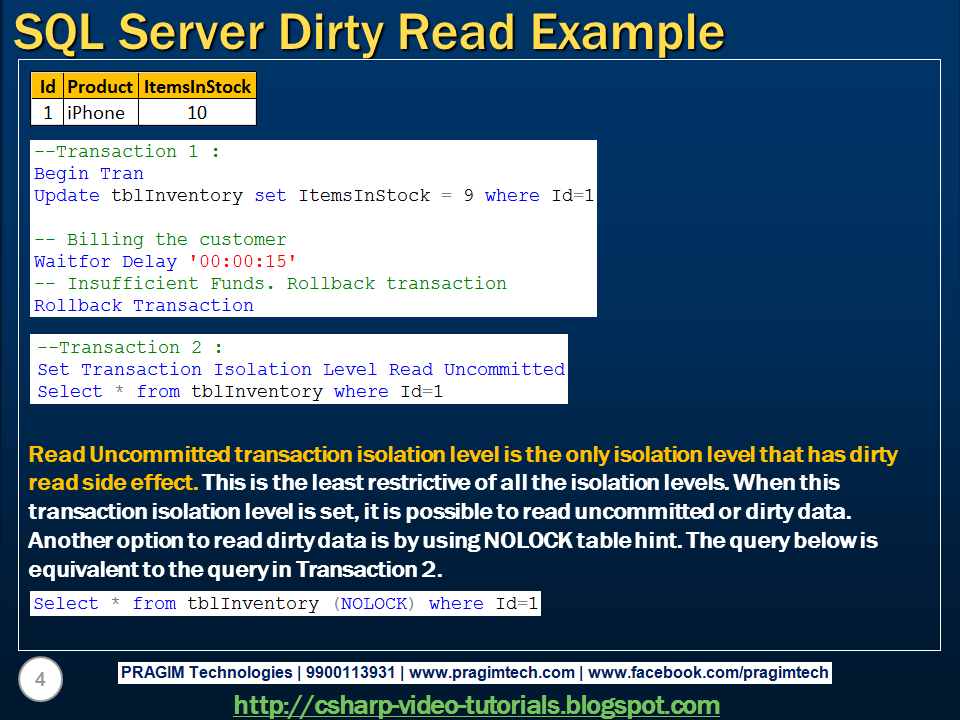 SQL Server Dirty Read Example
Id Product ItemsInStock
1 iPhone 10
--Transaction 1 :
Begin Tran
Update tblInventory set ItemsInStock = 9 where Id=1
-- Billing the customer
Waitfor Delay '00:00:15'
-- Insufficient Funds. Rollback transaction
Rollback Transaction
--Transaction 2 :
Set Transaction Isolation Level Read Uncommitted
Select * from tblInventory where Id=1
Read Uncommitted transaction isolation level is the only isolation level that has dirty
read side effect. This is the least restrictive of all the isolation levels. When this
transaction isolation level is set, it is possible to read uncommitted or dirty data.
Another option to read dirty data is by using NOLOCK table hint. The query below is
equivalent to the query in Transaction 2.
Select * from tblInventory (NOLOCK) where Id=1
4
PRAGIM Technologies | 9900113931 | www.pragimtech.com | www.facebook.com/pragimtech
http://csharp-video-tutorials.blogspot.com